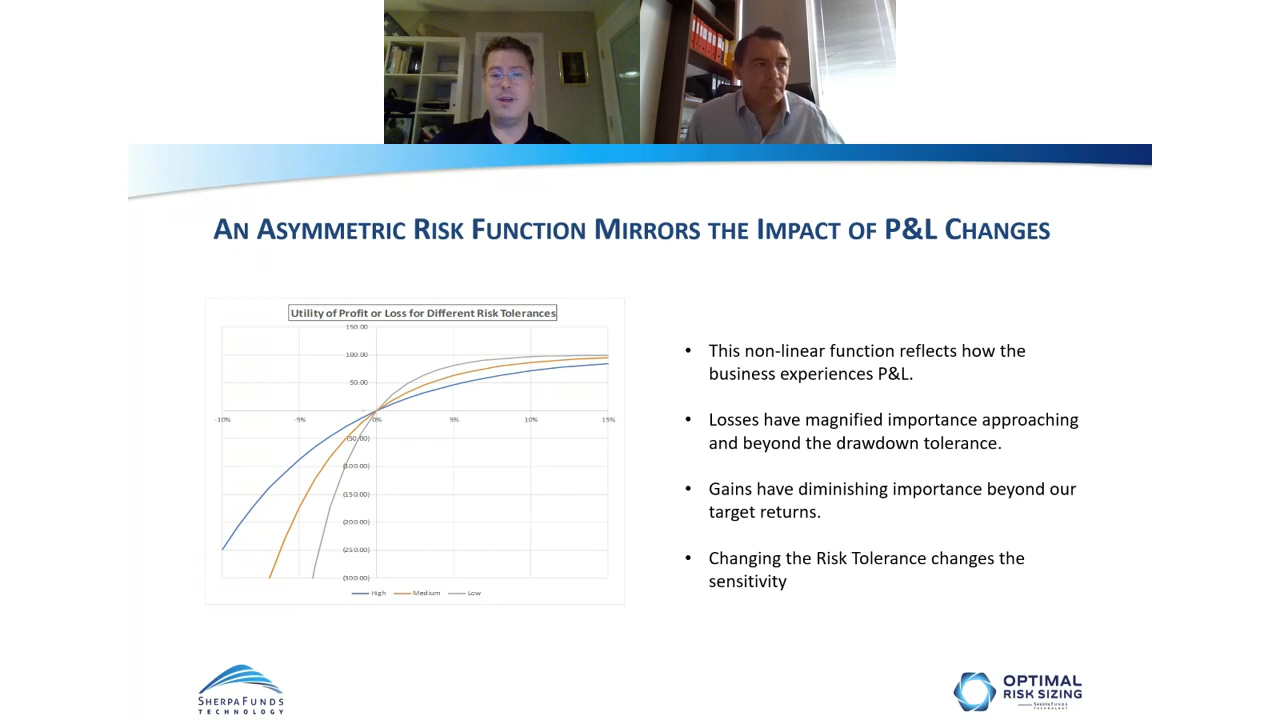 AN ASYMMETRIC RISK FUNCTION MIRRORS THE IMPACT OF P&L CHANGES
Utility of Profit or Loss for Different Risk Tolerances
150.00
100.00
50.00
-10%
-5%
0%
5%
10%
15%
(50.00)
(100.00)
(150.00)
(200.00)
(250.00)
(300.00)
High
Medium
Low
• This non-linear function reflects how the
business experiences P&L.
• Losses have magnified importance approaching
and beyond the drawdown tolerance.
• Gains have diminishing importance beyond our
target returns.
• Changing the Risk Tolerance changes the
sensitivity
SHERPAFUNDS
TECHNOLOGY
OPTIMAL
RISK SIZING
SHERPAFUNDS
TECHNOLOGY